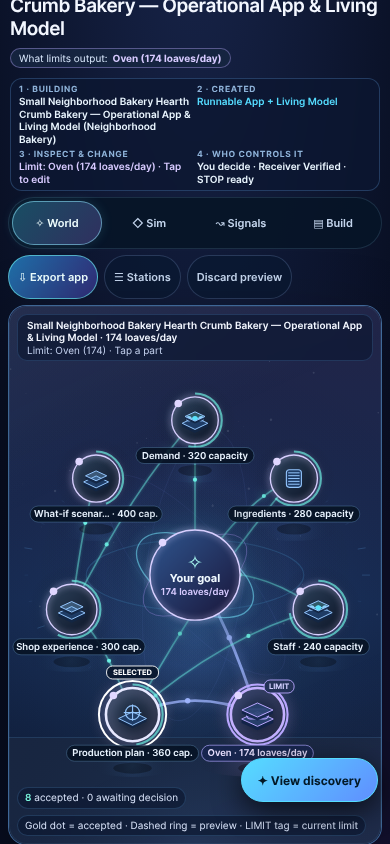 Crumb Bakery — Operational App & Living
Model
What limits output: Oven (174 loaves/day)
1 · BUILDING
Small Neighborhood Bakery Hearth
Crumb Bakery — Operational App &
Living Model (Neighborhood
Bakery)
2 · CREATED
Runnable App + Living Model
3 · INSPECT & CHANGE
Limit: Oven (174 loaves/day) · Tap
to edit
4 · WHO CONTROLS IT
You decide · Receiver Verified ·
STOP ready
World
Sim
Signals
Build
Export app
Stations
Discard preview
Small Neighborhood Bakery Hearth Crumb Bakery — Operational App
& Living Model · 174 loaves/day
Limit: Oven (174) · Tap a part
Demand · 320 capacity
What-if scenar... · 400 cap.
Ingredients · 280 capacity
Your goal
174 loaves/day
Shop experience · 300 cap.
Staff · 240 capacity
SELECTED
LIMIT
Production plan · 360 cap.
Oven · 174 loaves/day
View discovery
8 accepted · 0 awaiting decision
Gold dot = accepted · Dashed ring = preview · LIMIT tag = current limit